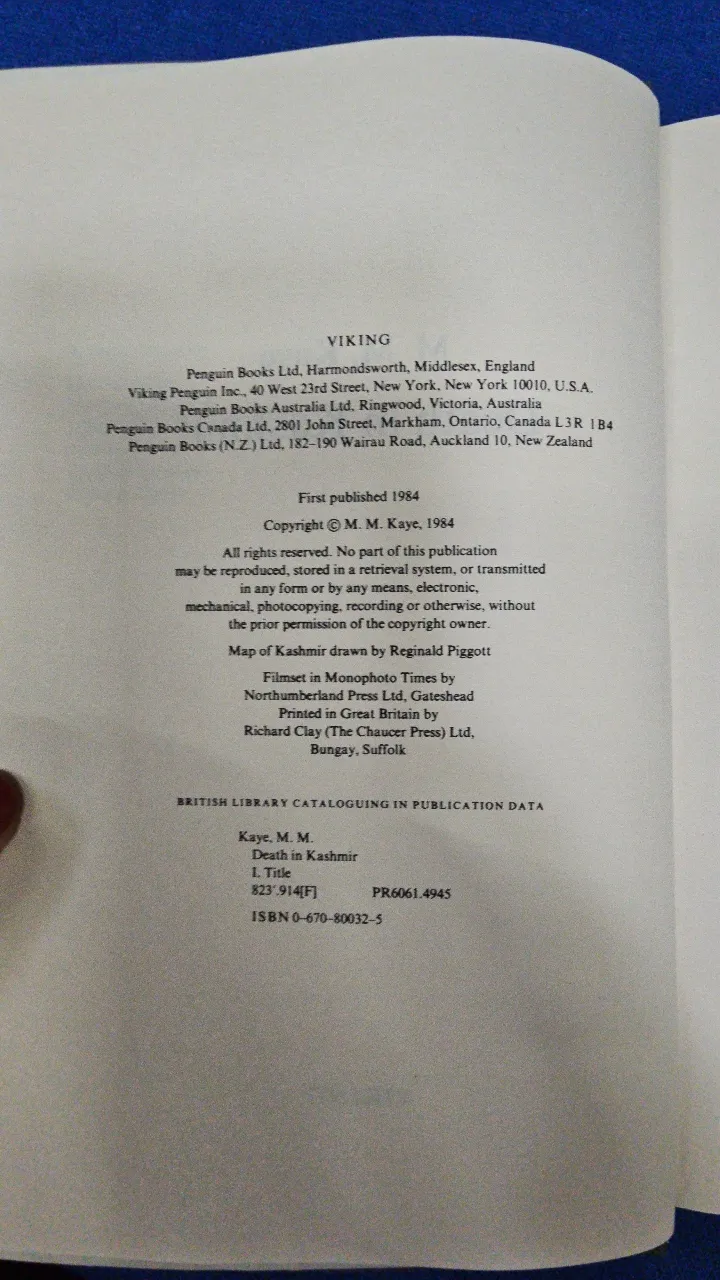 VIKING
Penguin Books Ltd, Harmondsworth, Middlesex, England
Viking Penguin Inc., 40 West 23rd Street, New York, New York 10010, U.S.A.
Penguin Books Australia Ltd, Ringwood, Victoria, Australia
Penguin Books Canada Ltd, 2801 John Street, Markham, Ontario, Canada L3R 1B4
Penguin Books (N.Z.) Ltd, 182–190 Wairau Road, Auckland 10, New Zealand
First published 1984
Copyright © M. M. Kaye, 1984
All rights reserved. No part of this publication
may be reproduced, stored in a retrieval system, or transmitted
in any form or by any means, electronic,
mechanical, photocopying, recording or otherwise, without
the prior permission of the copyright owner.
Map of Kashmir drawn by Reginald Piggott
Filmset in Monophoto Times by
Northumberland Press Ltd, Gateshead
Printed in Great Britain by
Richard Clay (The Chaucer Press) Ltd,
Bungay, Suffolk
BRITISH LIBRARY CATALOGUING IN PUBLICATION DATA
Kaye, M. M.
Death in Kashmir
I. Title
823'.914[F] PR6061.4945
ISBN 0–670–80032–5